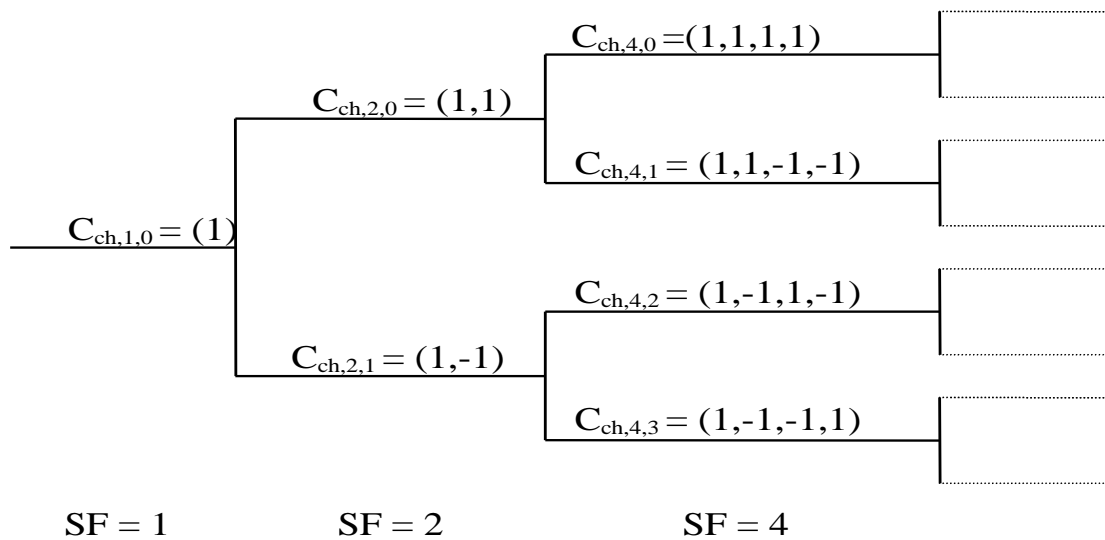 C_ch,4,0 =(1,1,1,1)
C_ch,2,0 = (1,1)
C_ch,4,1 = (1,1,-1,-1)
C_ch,1,0 = (1)
C_ch,4,2 = (1,-1,1,-1)
C_ch,2,1 = (1,-1)
C_ch,4,3 = (1,-1,-1,1)
SF = 1 SF = 2 SF = 4